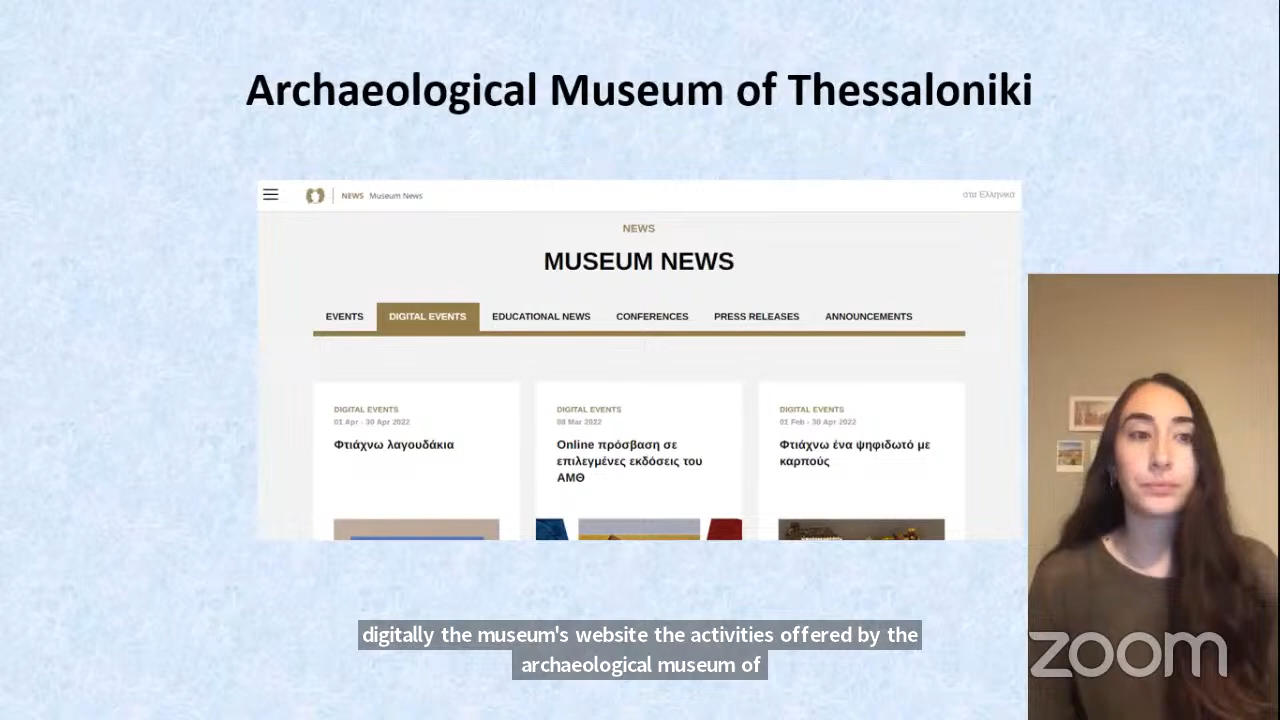 Archaeological Museum of Thessaloniki
NEWS Museum News
στα Ελληνικά
NEWS
MUSEUM NEWS
EVENTS DIGITAL EVENTS EDUCATIONAL NEWS CONFERENCES PRESS RELEASES ANNOUNCEMENTS
DIGITAL EVENTS
01 Apr - 30 Apr 2022
Φτιάχνω λαγουδάκια
DIGITAL EVENTS
08 Mar 2022
Online πρόσβαση σε
επιλεγμένες εκδόσεις του
ΑΜΘ
DIGITAL EVENTS
01 Feb - 30 Apr 2022
Φτιάχνω ένα ψηφιδωτό με
καρπούς
digitally the museum's website the activities offered by the
archaeological museum of
zoom